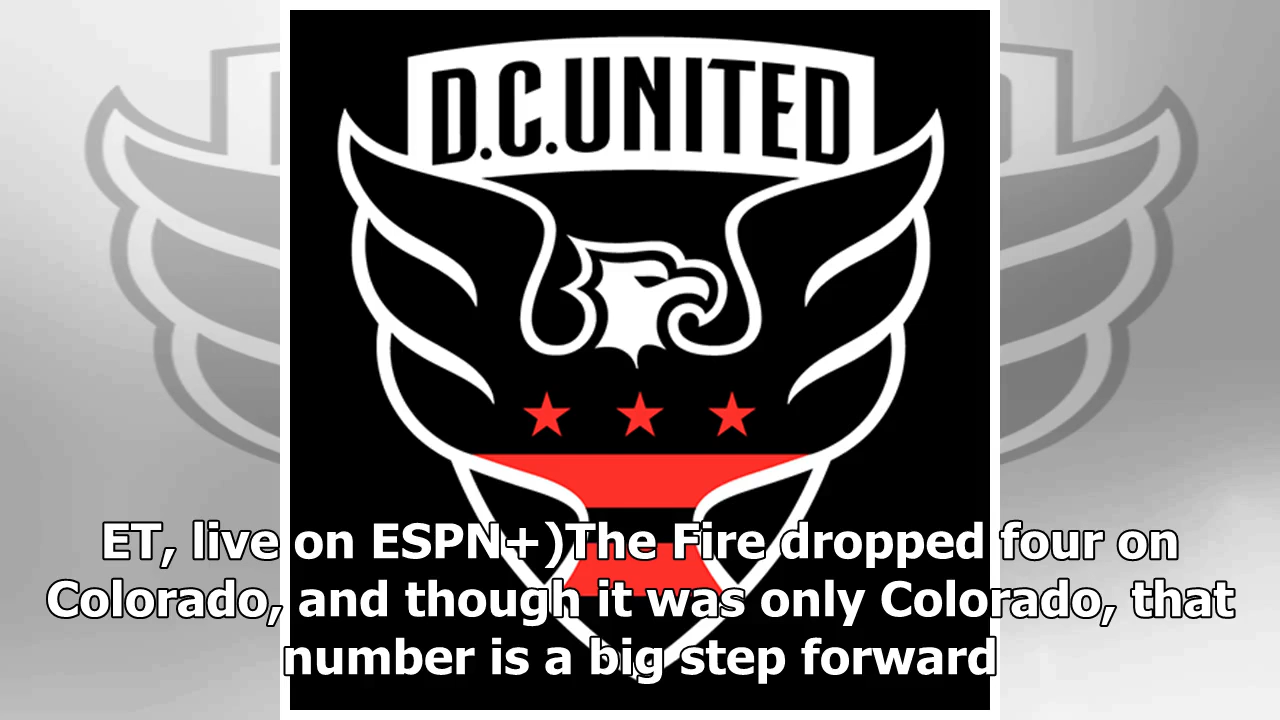 D.C.UNITED
ET, live on ESPN+)The Fire dropped four on
Colorado, and though it was only Colorado, that
number is a big step forward